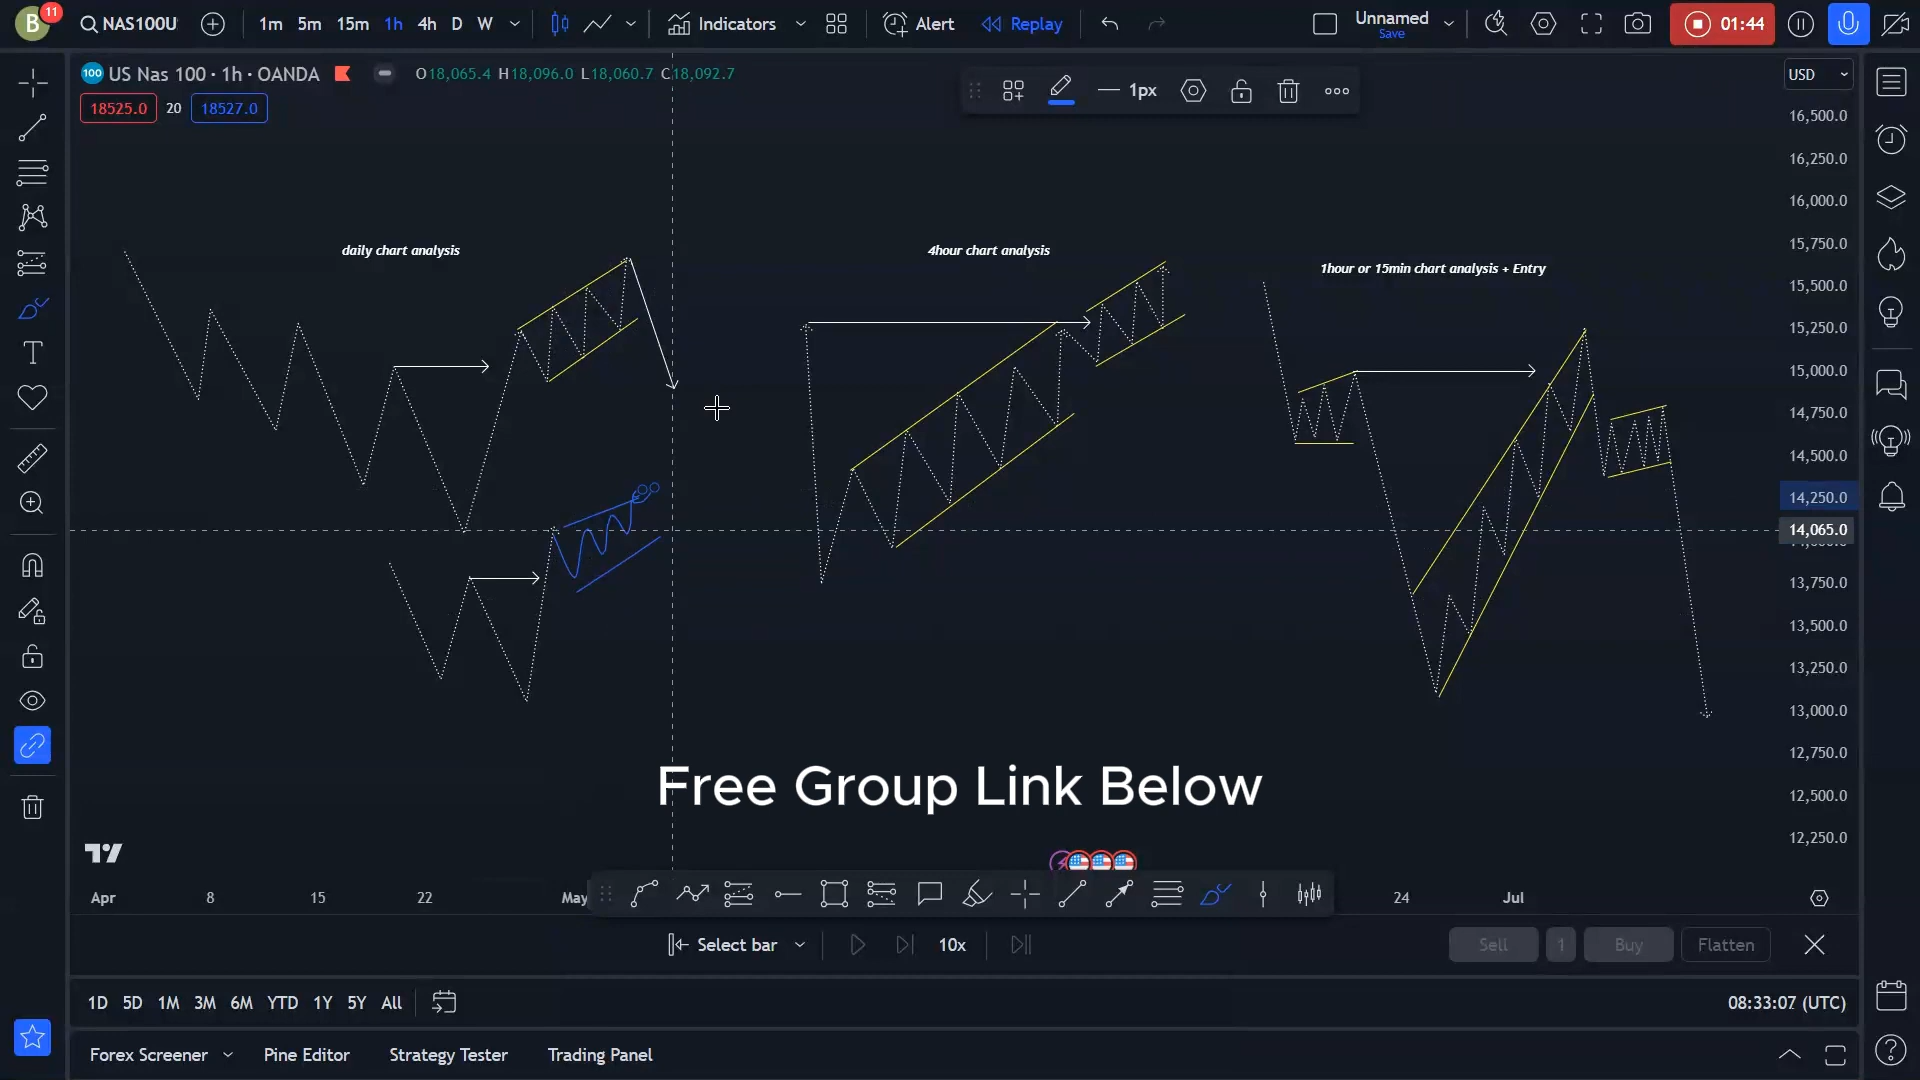 B
11
NAS100U
1m 5m 15m 1h 4h D W
Indicators
Alert
Replay
Unnamed
Save
01:44
100 US Nas 100 · 1h · OANDA
O18,065.4 H18,096.0 L18,060.7 C18,092.7
18525.0 20 18527.0
1px
USD
16,500.0
16,250.0
16,000.0
15,750.0
15,500.0
15,250.0
15,000.0
14,750.0
14,500.0
14,250.0
14,065.0
13,750.0
13,500.0
13,250.0
13,000.0
12,750.0
12,500.0
12,250.0
daily chart analysis
4hour chart analysis
1hour or 15min chart analysis + Entry
Free Group Link Below
Apr 8 15 22 May 24 Jul
Select bar
10x
Sell 1 Buy Flatten
1D 5D 1M 3M 6M YTD 1Y 5Y All
08:33:07 (UTC)
Forex Screener Pine Editor Strategy Tester Trading Panel